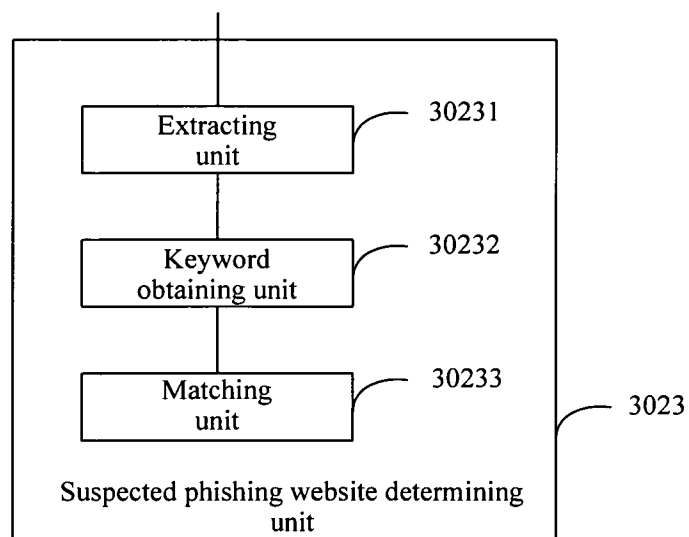 Extracting
unit
30231
Keyword
obtaining unit
30232
Matching
unit
30233
3023
Suspected phishing website determining
unit